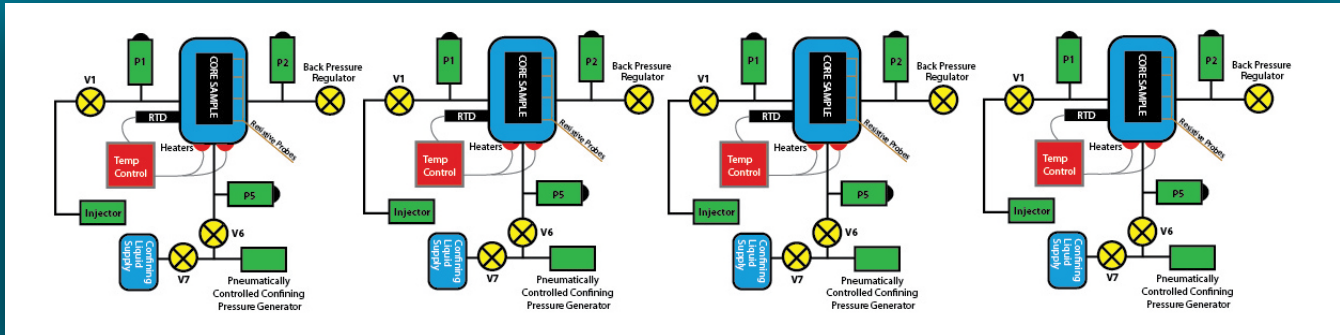 V1
P1
CORE SAMPLE
P2
Back Pressure
Regulator
RTD
Resistive Probes
Heaters
Temp
Control
P5
Injector
V6
Confining
Liquid
Supply
V7
Pneumatically
Controlled Confining
Pressure Generator
V1
P1
CORE SAMPLE
P2
Back Pressure
Regulator
RTD
Resistive Probes
Heaters
Temp
Control
P5
Injector
V6
Confining
Liquid
Supply
V7
Pneumatically
Controlled Confining
Pressure Generator
V1
P1
CORE SAMPLE
P2
Back Pressure
Regulator
RTD
Resistive Probes
Heaters
Temp
Control
P5
Injector
V6
Confining
Liquid
Supply
V7
Pneumatically
Controlled Confining
Pressure Generator
V1
P1
CORE SAMPLE
P2
Back Pressure
Regulator
RTD
Resistive Probes
Heaters
Temp
Control
P5
Injector
V6
Confining
Liquid
Supply
V7
Pneumatically
Controlled Confining
Pressure Generator